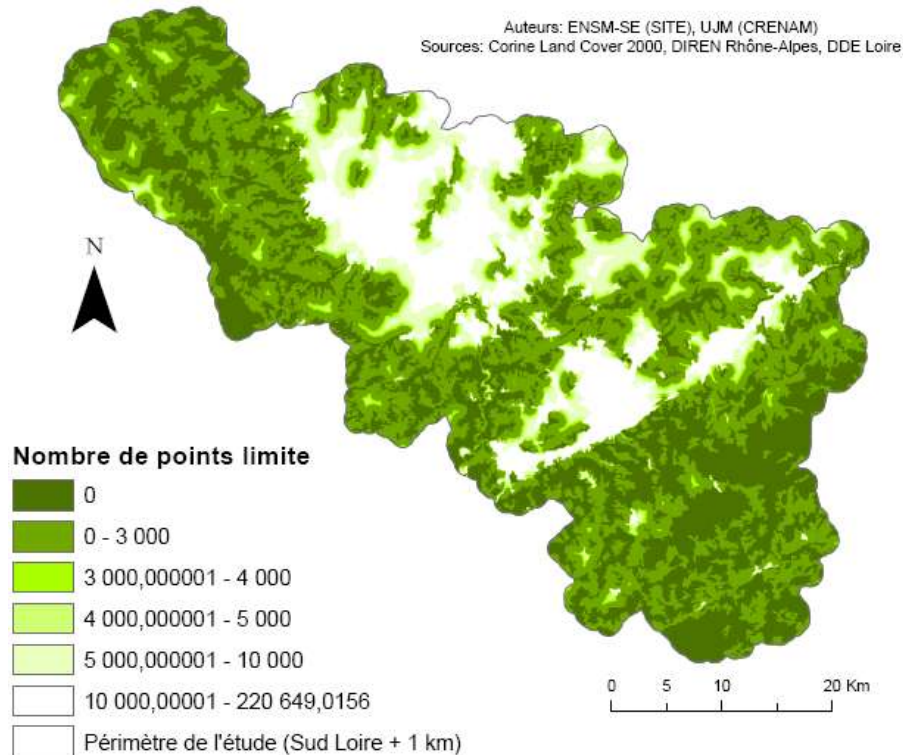 Auteurs: ENSM-SE (SITE), UJM (CRENAM)
Sources: Corine Land Cover 2000, DIREN Rhône-Alpes, DDE Loire
N
Nombre de points limite
0
0 - 3 000
3 000,000001 - 4 000
4 000,000001 - 5 000
5 000,000001 - 10 000
10 000,00001 - 220 649,0156
Périmètre de l'étude (Sud Loire + 1 km)
0 5 10 20 Km